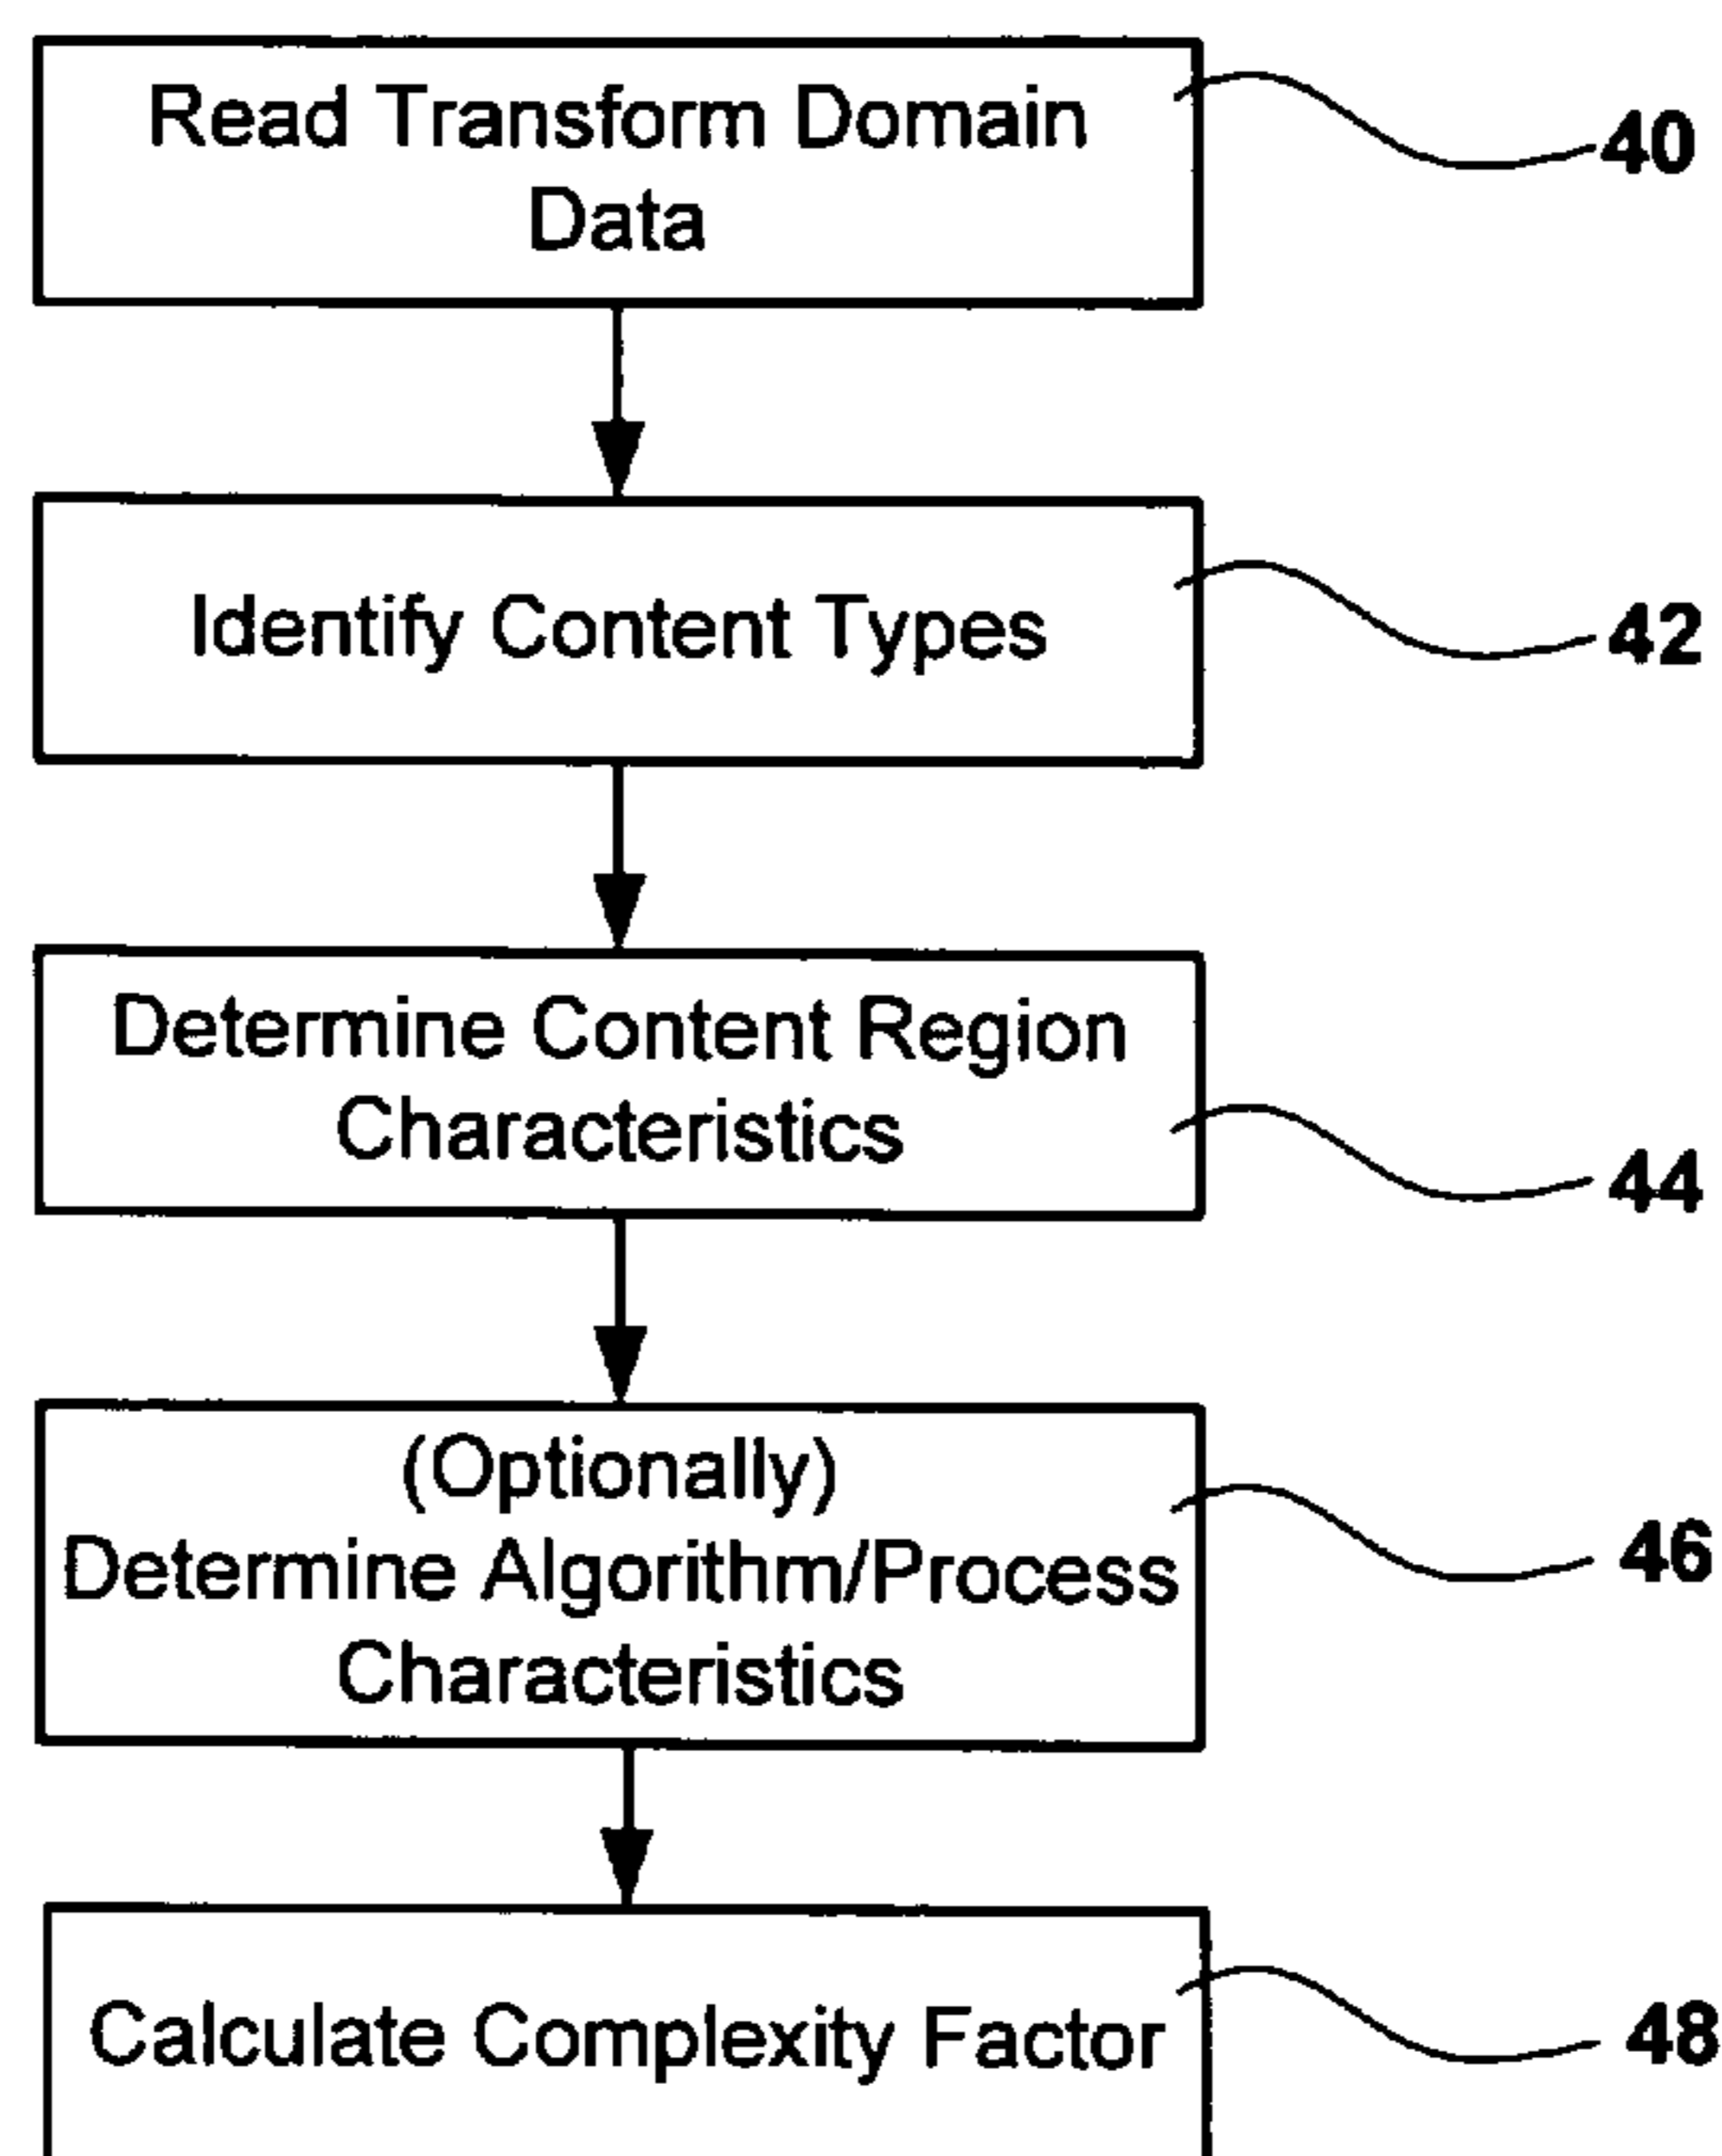 Read Transform Domain
Data
40
Identify Content Types
42
Determine Content Region
Characteristics
44
(Optionally)
Determine Algorithm/Process
Characteristics
46
Calculate Complexity Factor
48